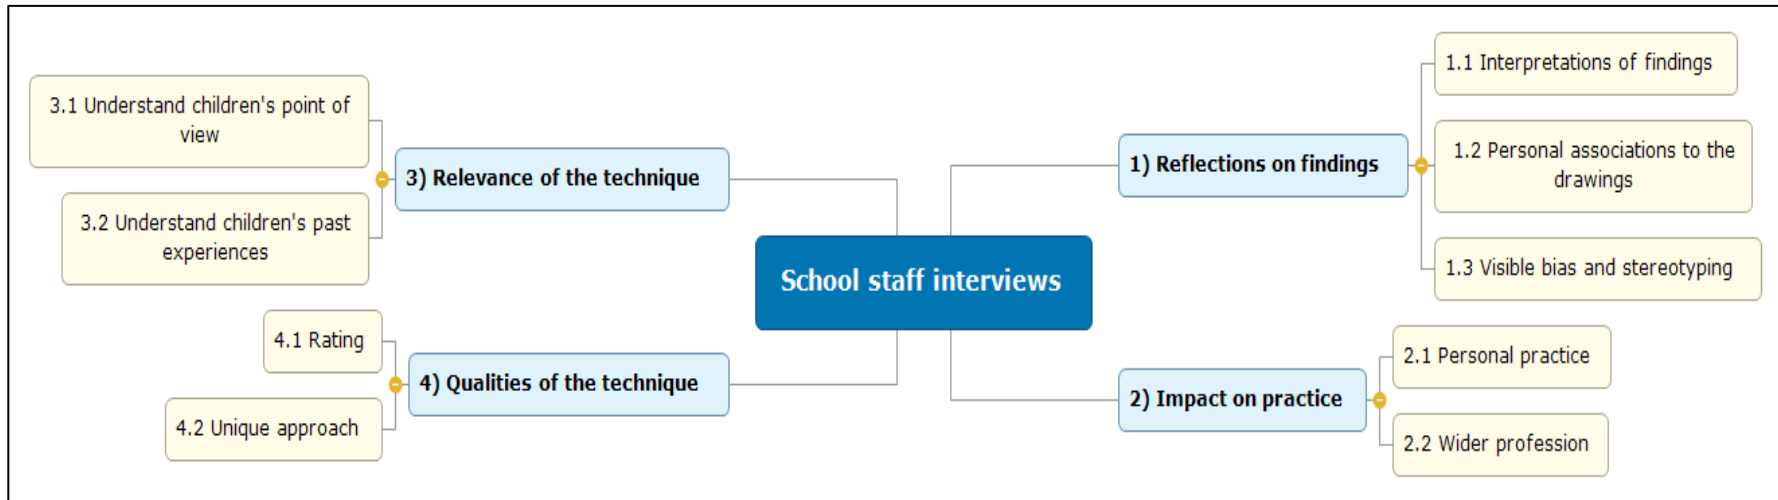 School staff interviews
1) Reflections on findings
1.1 Interpretations of findings
1.2 Personal associations to the
drawings
1.3 Visible bias and stereotyping
2) Impact on practice
2.1 Personal practice
2.2 Wider profession
3) Relevance of the technique
3.1 Understand children's point of
view
3.2 Understand children's past
experiences
4) Qualities of the technique
4.1 Rating
4.2 Unique approach